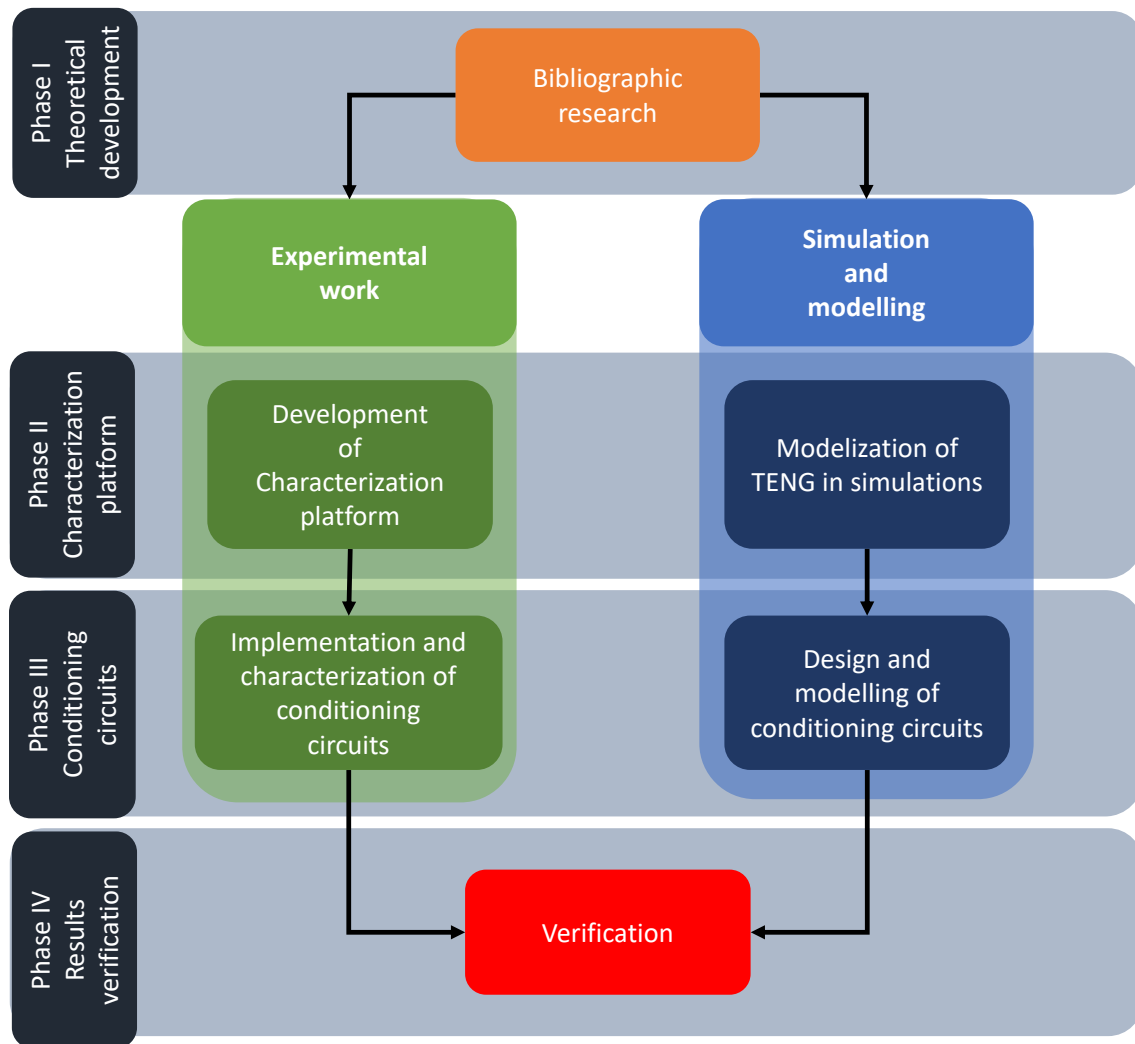 Phase I
Theoretical
development
Bibliographic
research
Experimental
work
Simulation
and
modelling
Phase II
Characterization
platform
Development
of
Characterization
platform
Modelization of
TENG in simulations
Phase III
Conditioning
circuits
Implementation and
characterization of
conditioning
circuits
Design and
modelling of
conditioning circuits
Phase IV
Results
verification
Verification